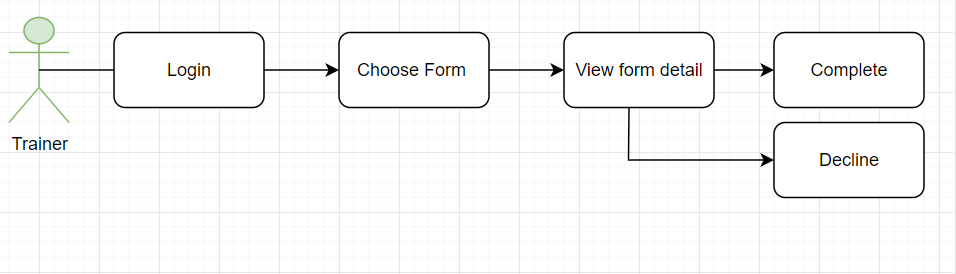 Login
Choose Form
View form detail
Complete
Trainer
Decline